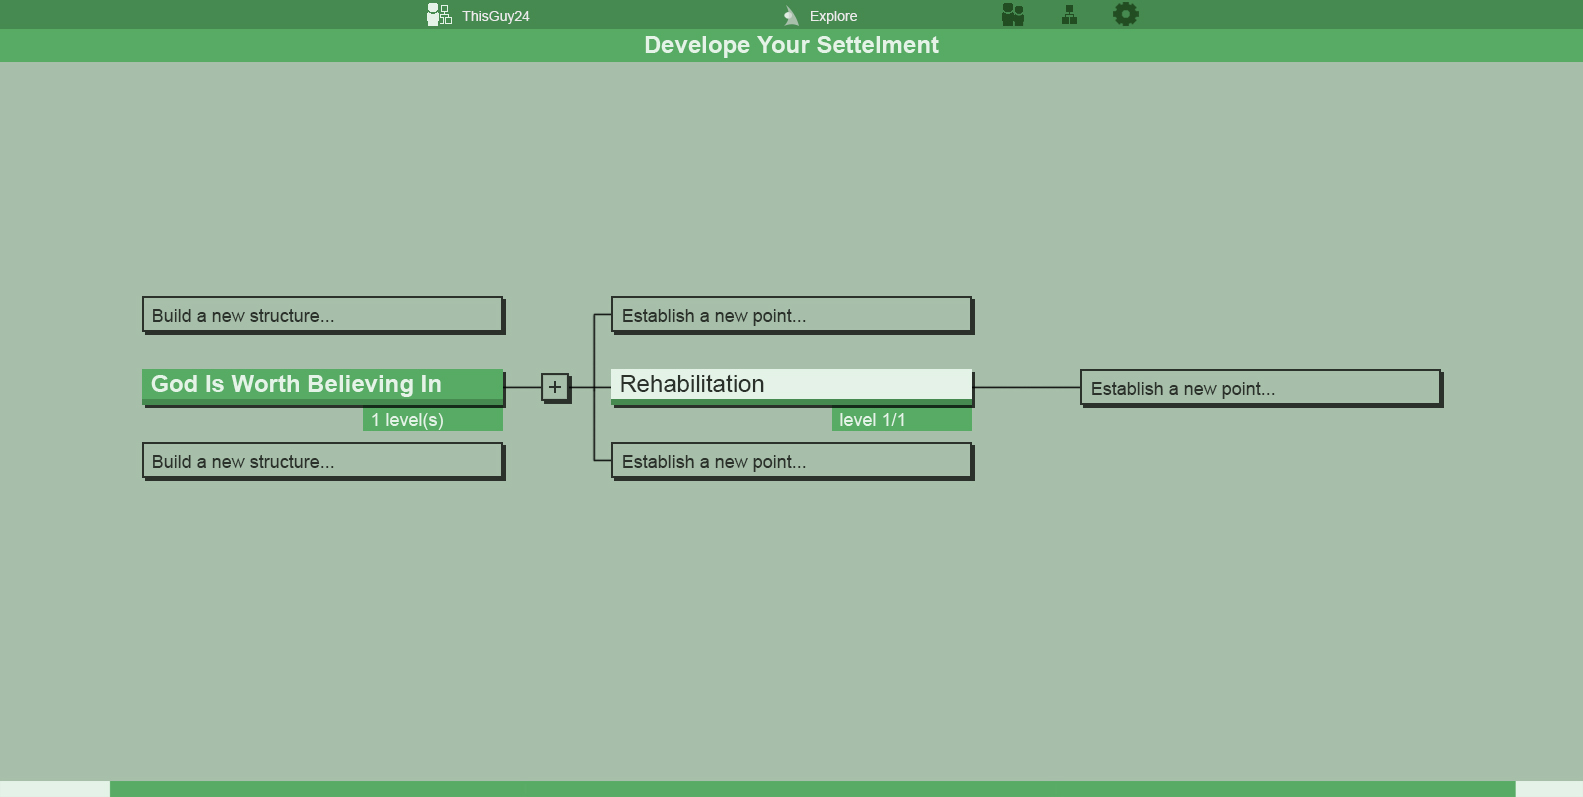 ThisGuy24
Explore
Develope Your Settelment
Build a new structure...
Establish a new point...
God Is Worth Believing In
+
Rehabilitation
Establish a new point...
1 level(s)
level 1/1
Build a new structure...
Establish a new point...